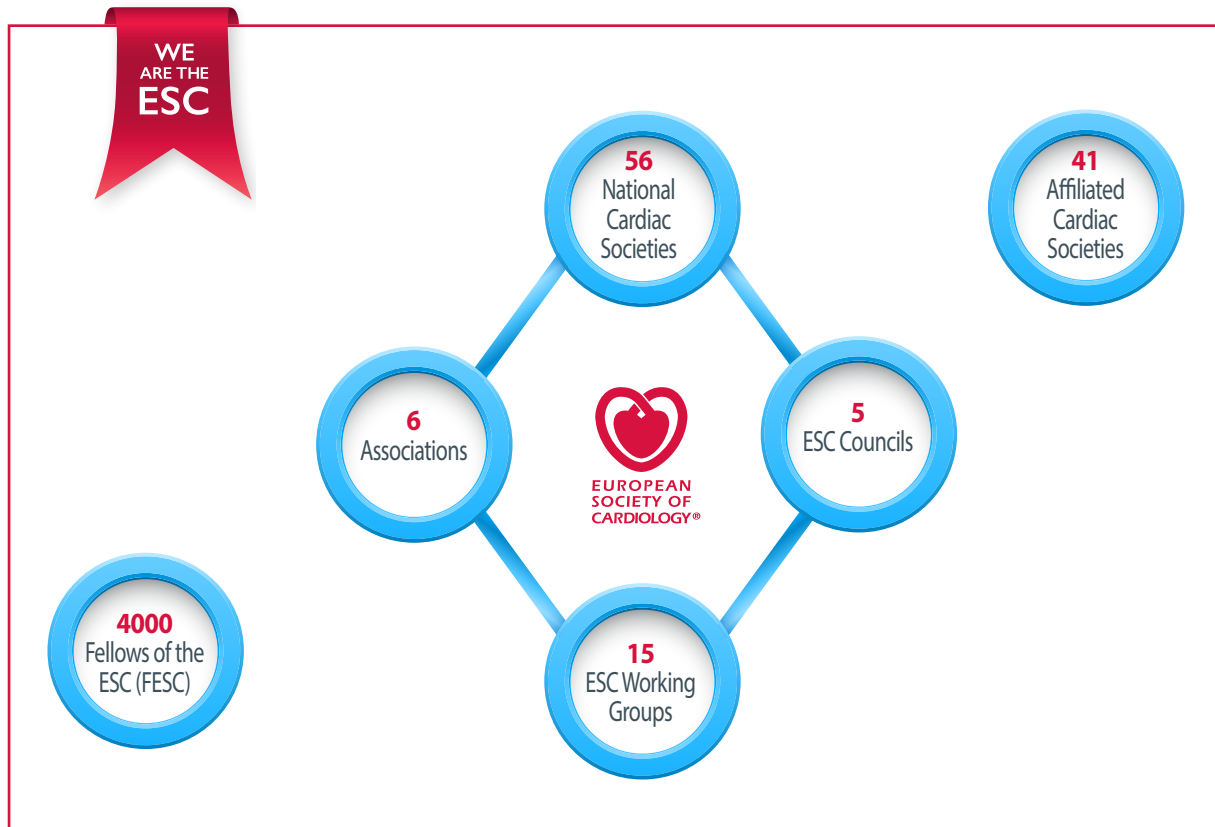 WE
ARE THE
ESC
56
National
Cardiac
Societies
41
Affiliated
Cardiac
Societies
6
Associations
5
ESC Councils
EUROPEAN
SOCIETY OF
CARDIOLOGY®
4000
Fellows of the
ESC (FESC)
15
ESC Working
Groups